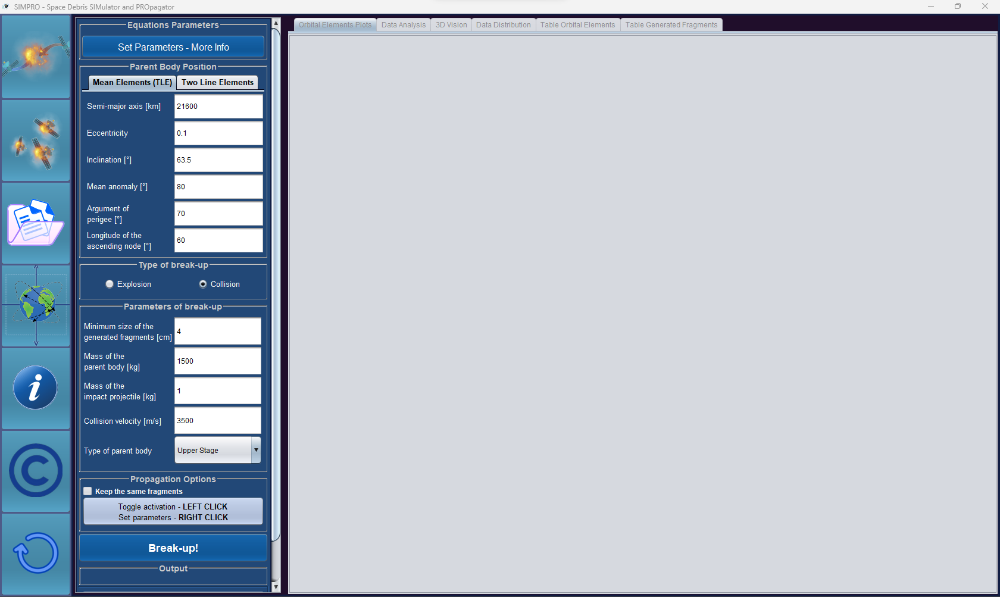 SIMPRO - Space Debris SIMulator and PROpagator
Equations Parameters
Set Parameters - More Info
Parent Body Position
Mean Elements (TLE)
Two Line Elements
Semi-major axis [km]
21600
Eccentricity
0.1
Inclination [°]
63.5
Mean anomaly [°]
80
Argument of
perigee [°]
70
Longitude of the
ascending node [°]
60
Type of break-up
Explosion
Collision
Parameters of break-up
Minimum size of the
generated fragments [cm]
4
Mass of the
parent body [kg]
1500
Mass of the
impact projectile [kg]
1
Collision velocity [m/s]
3500
Type of parent body
Upper Stage
Propagation Options
Keep the same fragments
Toggle activation - LEFT CLICK
Set parameters - RIGHT CLICK
Break-up!
Output
Orbital Elements Plots
Data Analysis
3D Vision
Data Distribution
Table Orbital Elements
Table Generated Fragments